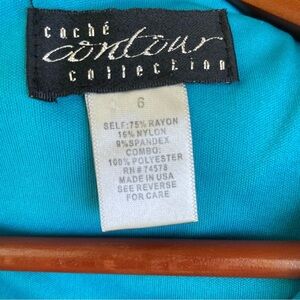 caché
contour
collection
6
SELF:75% RAYON
16% NYLON
9%SPANDEX
COMBO:
100% POLYESTER
RN# 74578
MADE IN USA
SEE REVERSE
FOR CARE